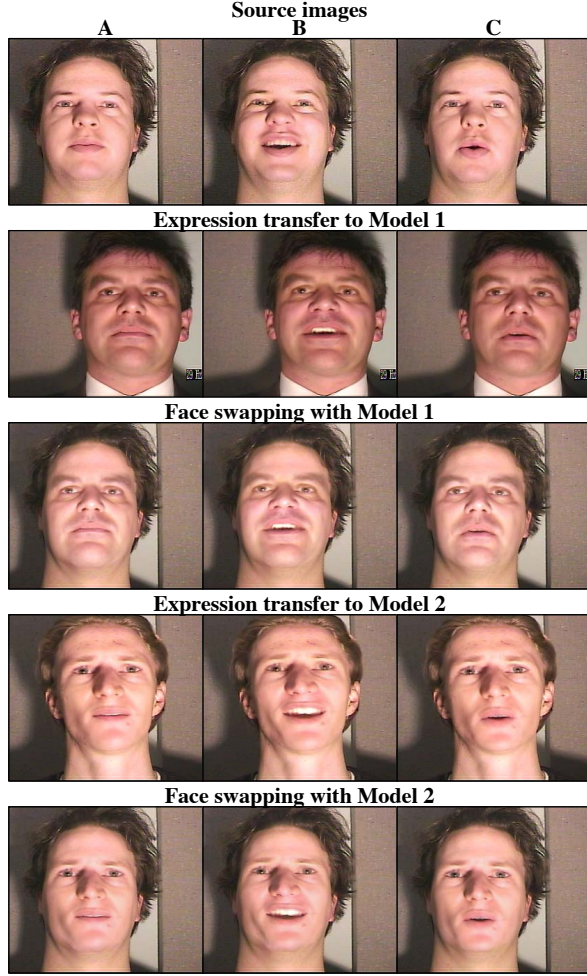 Source images
A B C
Expression transfer to Model 1
Face swapping with Model 1
Expression transfer to Model 2
Face swapping with Model 2